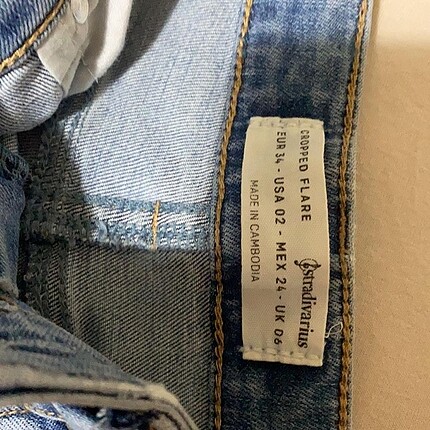 stradivarius
CROPPED FLARE
EUR 34 - USA 02 - MEX 24 - UK 06
MADE IN CAMBODIA